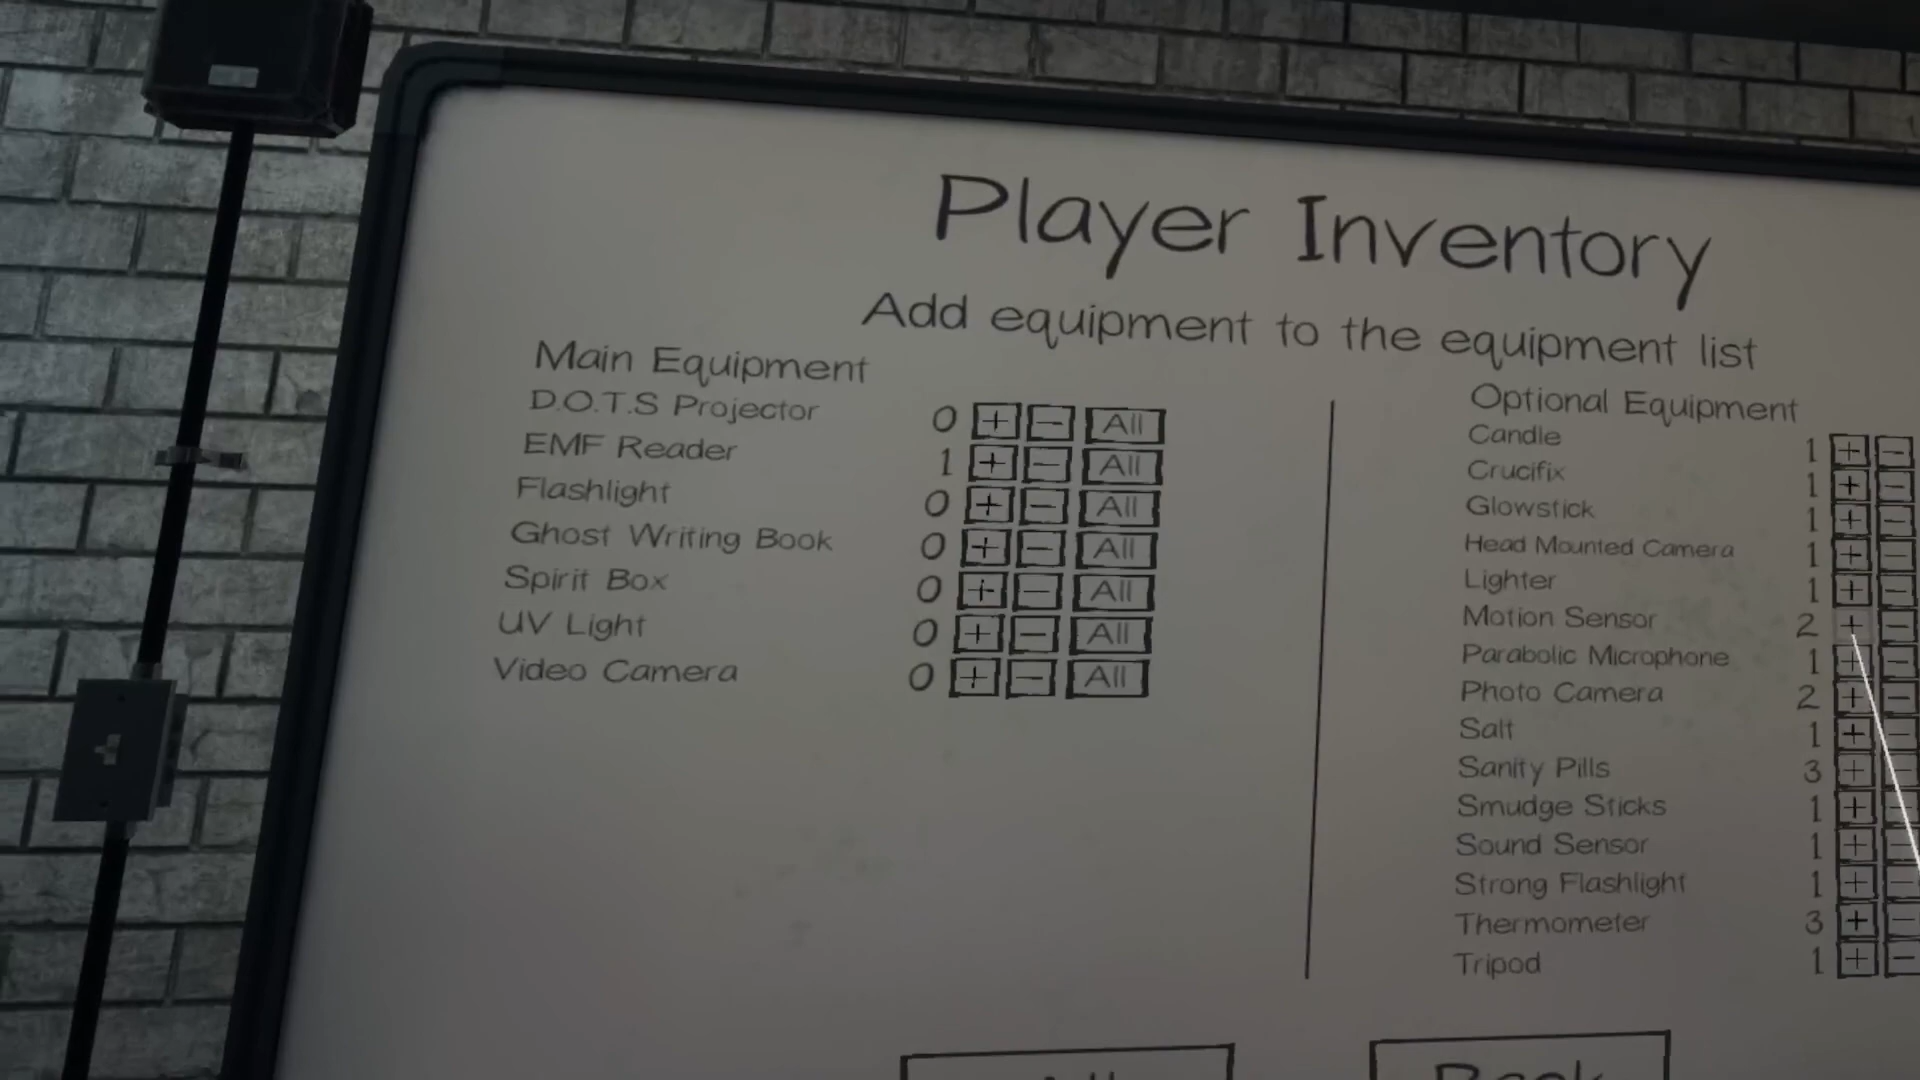 Player Inventory
Add equipment to the equipment list
Main Equipment
D.O.T.S Projector 0 + - All
EMF Reader 1 + - All
Flashlight 0 + - All
Ghost Writing Book 0 + - All
Spirit Box 0 + - All
UV Light 0 + - All
Video Camera 0 + - All
Optional Equipment
Candle 1 + -
Crucifix 1 + -
Glowstick 1 + -
Head Mounted Camera 1 + -
Lighter 1 + -
Motion Sensor 2 + -
Parabolic Microphone 1 + -
Photo Camera 2 + -
Salt 1 + -
Sanity Pills 3 + -
Smudge Sticks 1 + -
Sound Sensor 1 + -
Strong Flashlight 1 + -
Thermometer 3 + -
Tripod 1 + -
Back